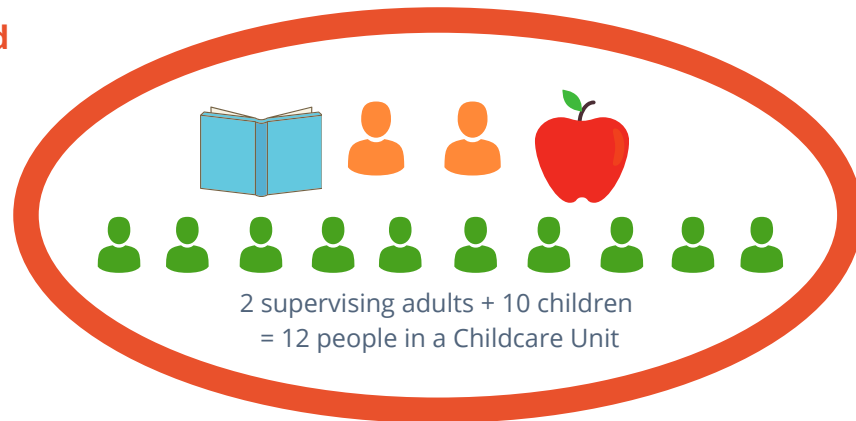 d
2 supervising adults + 10 children
= 12 people in a Childcare Unit